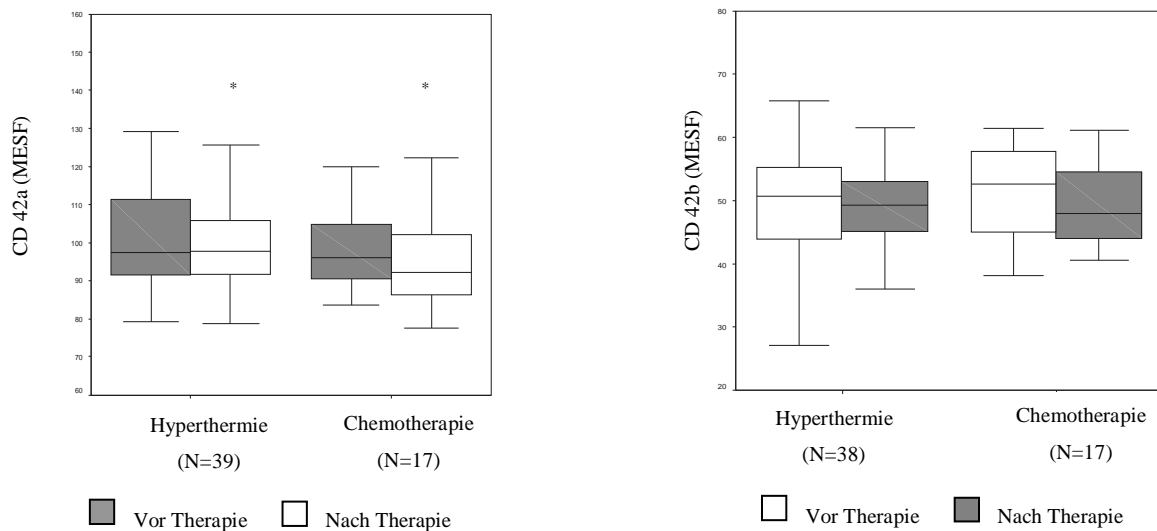 CD 42a (MESF)
160
150
140
130
120
110
100
90
80
70
60
*
*
Hyperthermie
(N=39)
Chemotherapie
(N=17)
Vor Therapie
Nach Therapie
CD 42b (MESF)
80
70
60
50
40
30
20
Hyperthermie
(N=38)
Chemotherapie
(N=17)
Vor Therapie
Nach Therapie